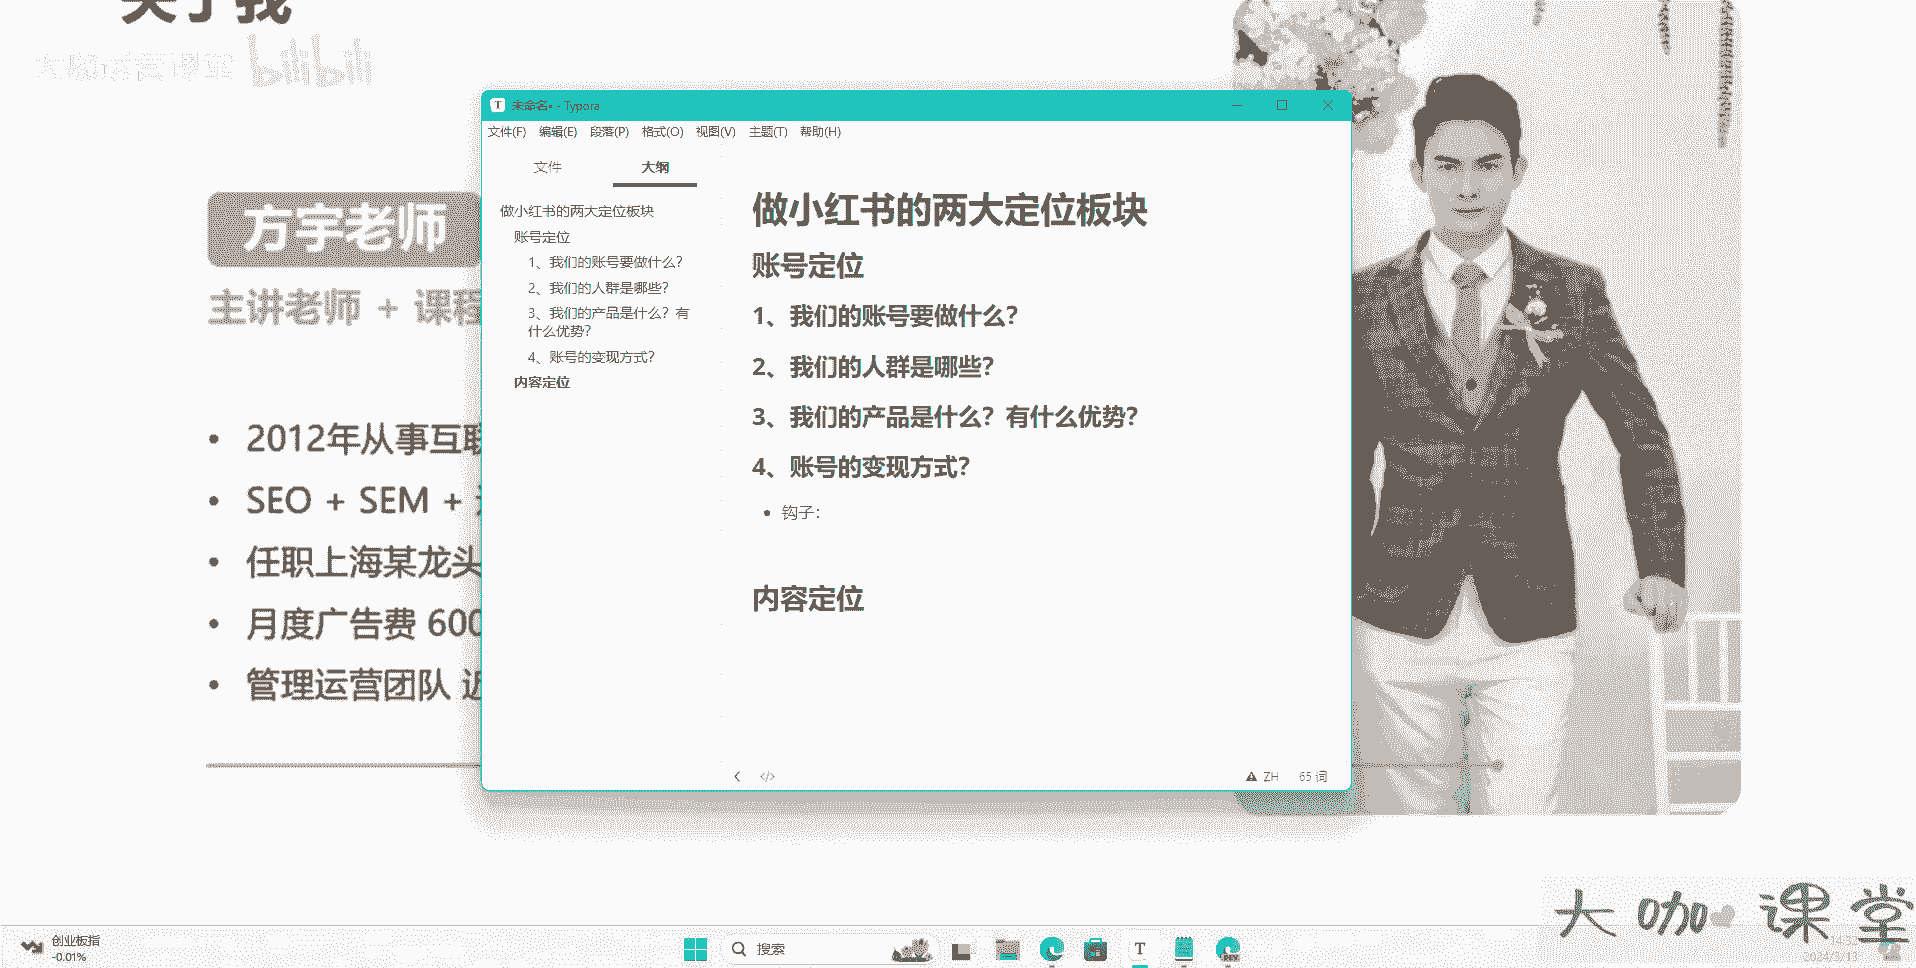 关于我
大咖运营课堂 bilibili
方宇老师
主讲老师 + 课程
2012年从事互联
SEO + SEM +
任职上海某龙头
月度广告费 600
管理运营团队 近
未命名• - Typora
文件(F) 编辑(E) 段落(P) 格式(O) 视图(V) 主题(T) 帮助(H)
文件 大纲
做小红书的两大定位板块
账号定位
1、我们的账号要做什么？
2、我们的人群是哪些？
3、我们的产品是什么？有
什么优势？
4、账号的变现方式？
内容定位
做小红书的两大定位板块
账号定位
1、我们的账号要做什么？
2、我们的人群是哪些？
3、我们的产品是什么？有什么优势？
4、账号的变现方式？
钩子：
内容定位
ZH 65 词
大咖课堂
创业板指
-0.01%
搜索
2024/3/13